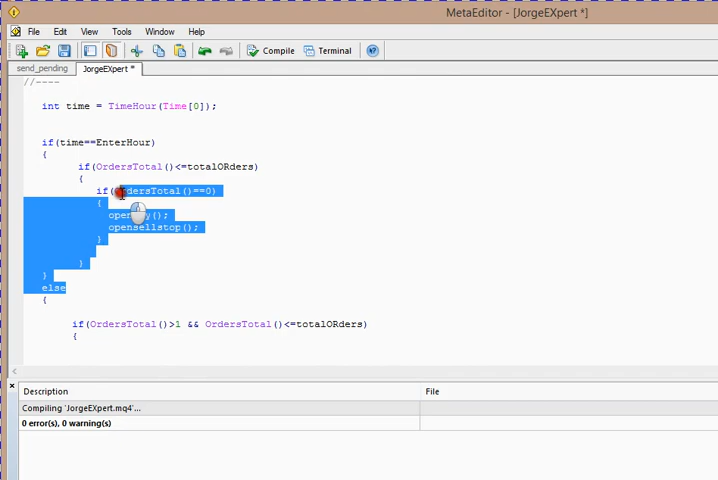 MetaEditor - [JorgeEXpert *]
File Edit View Tools Window Help
Compile Terminal
send_pending JorgeEXpert *
//----
int time = TimeHour(Time[0]);
if(time==EnterHour)
{
if(OrdersTotal()<=totalORders)
{
if( rdersTotal()==0)
{
();
opensellstop();
}
}
}
else
{
if(OrdersTotal()>1 && OrdersTotal()<=totalORders)
{
Description File
Compiling 'JorgeEXpert.mq4'...
0 error(s), 0 warning(s)